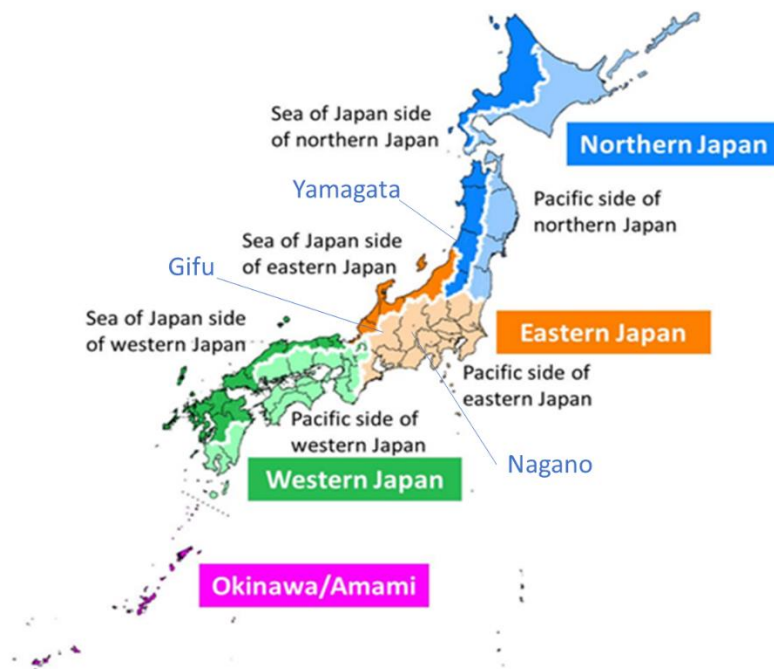 Sea of Japan side
of northern Japan
Northern Japan
Yamagata
Pacific side of
northern Japan
Sea of Japan side
of eastern Japan
Gifu
Sea of Japan side
of western Japan
Eastern Japan
Pacific side of
eastern Japan
Pacific side of
western Japan
Nagano
Western Japan
Okinawa/Amami